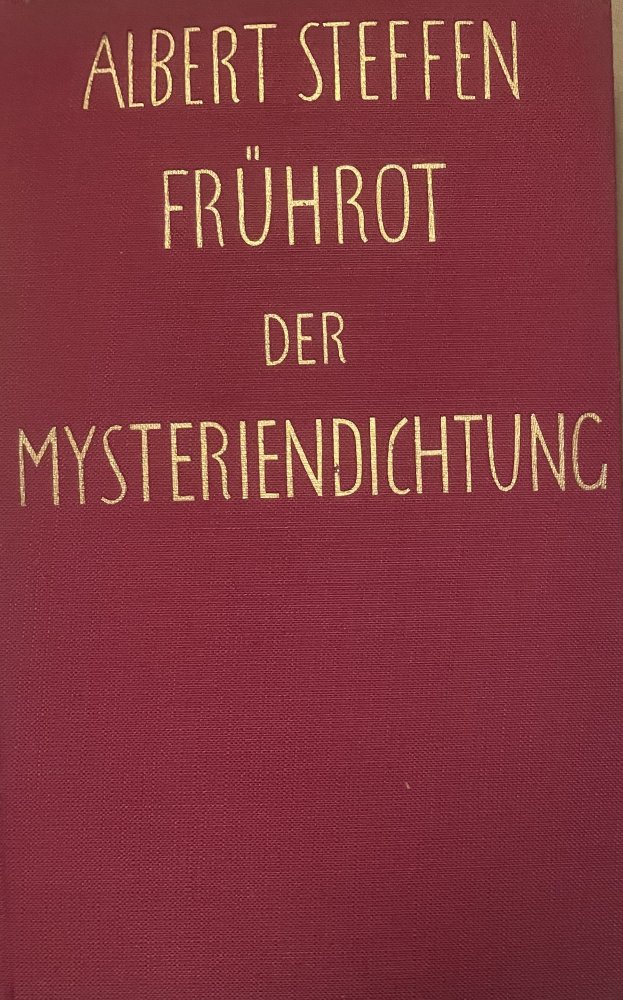 ALBERT STEFFEN
FRÜHROT
DER
MYSTERIENDICHTUNG